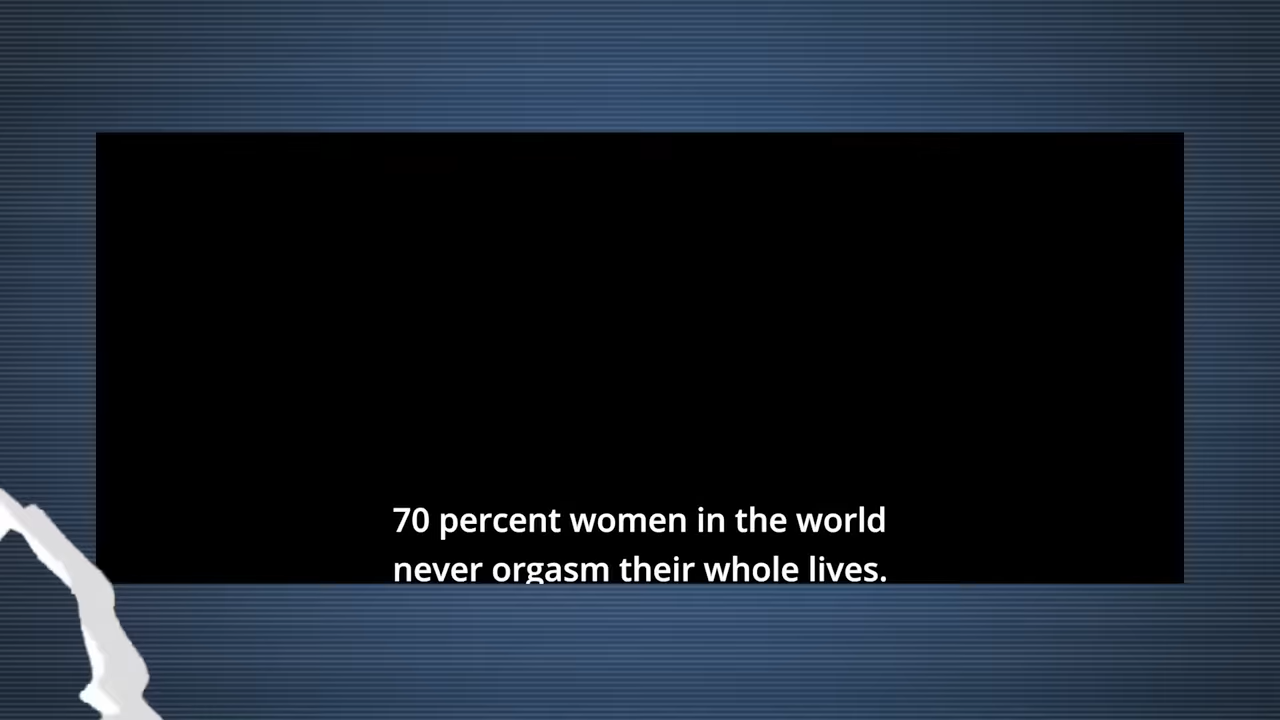 70 percent women in the world
never orgasm their whole lives.